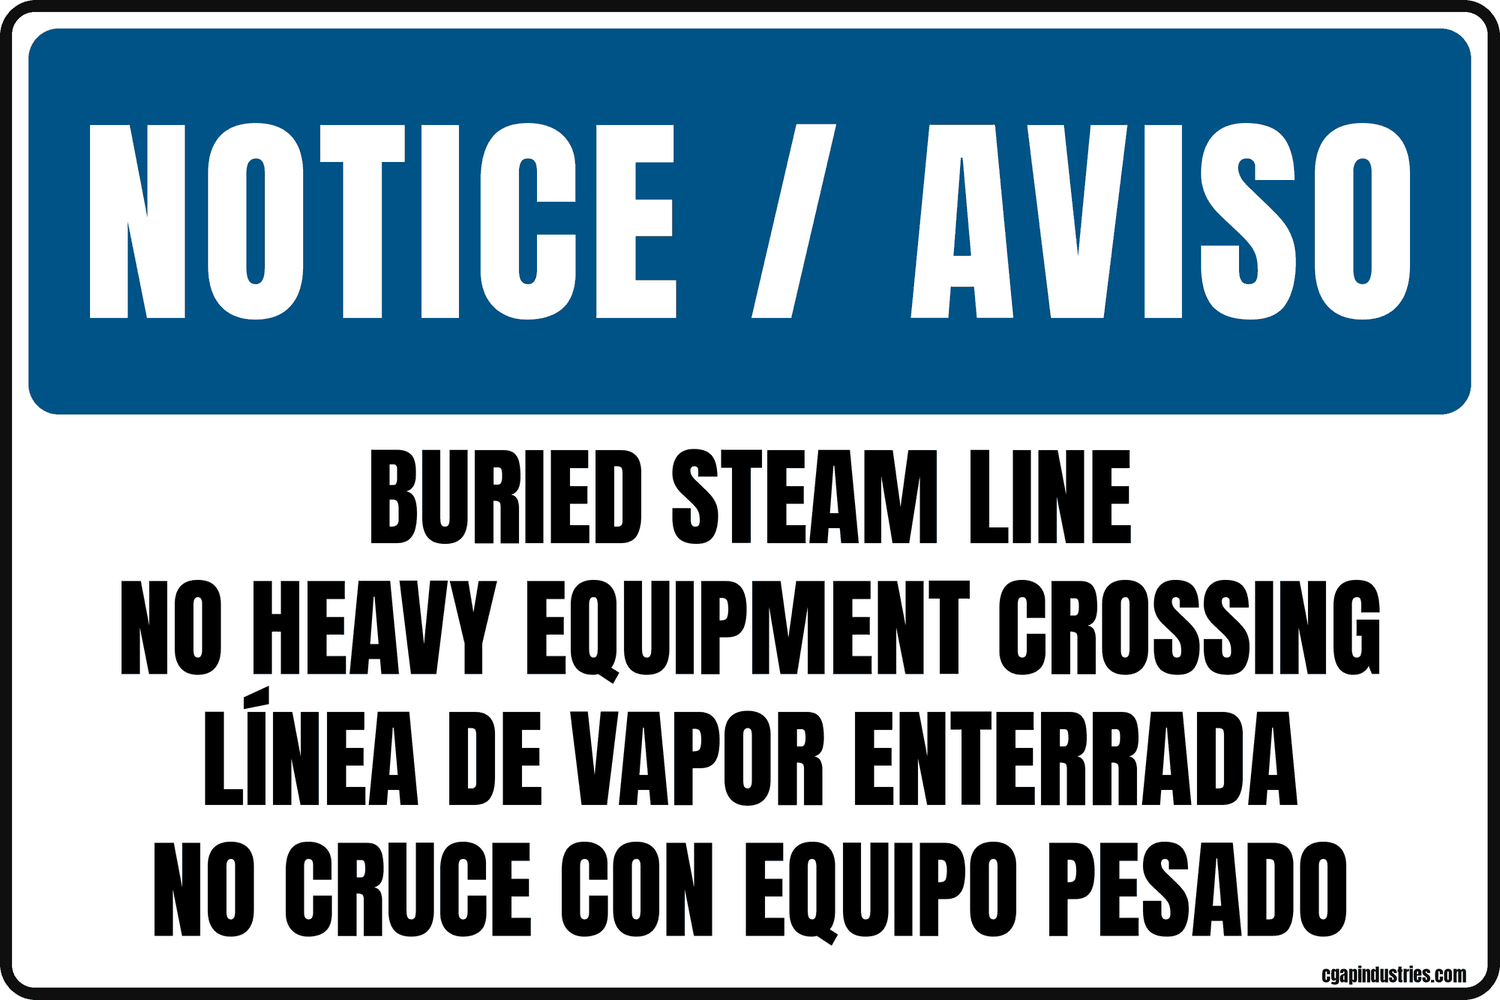 NOTICE / AVISO
BURIED STEAM LINE
NO HEAVY EQUIPMENT CROSSING
LÍNEA DE VAPOR ENTERRADA
NO CRUCE CON EQUIPO PESADO
cgapindustries.com